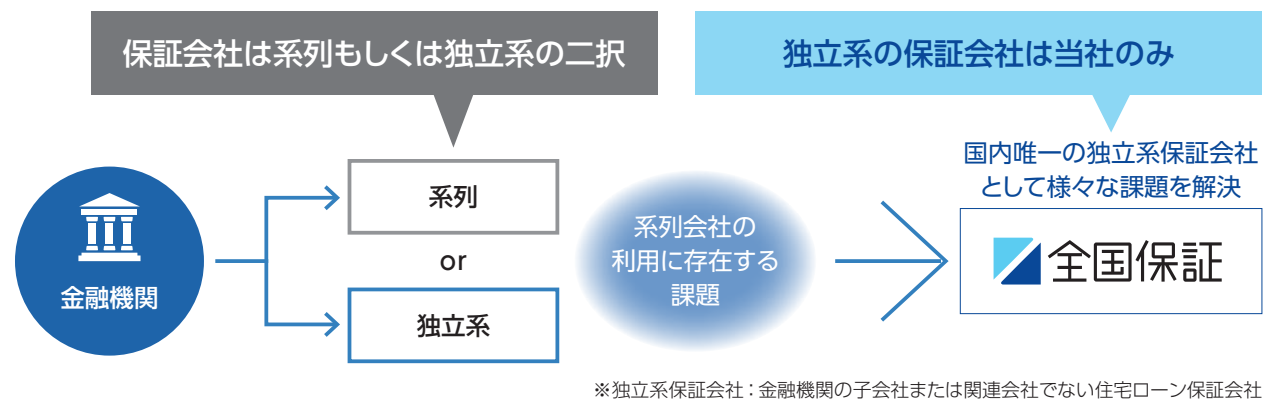 保証会社は系列もしくは独立系の二択
独立系の保証会社は当社のみ
金融機関
系列
or
独立系
系列会社の
利用に存在する
課題
国内唯一の独立系保証会社
として様々な課題を解決
全国保証
※独立系保証会社：金融機関の子会社または関連会社でない住宅ローン保証会社